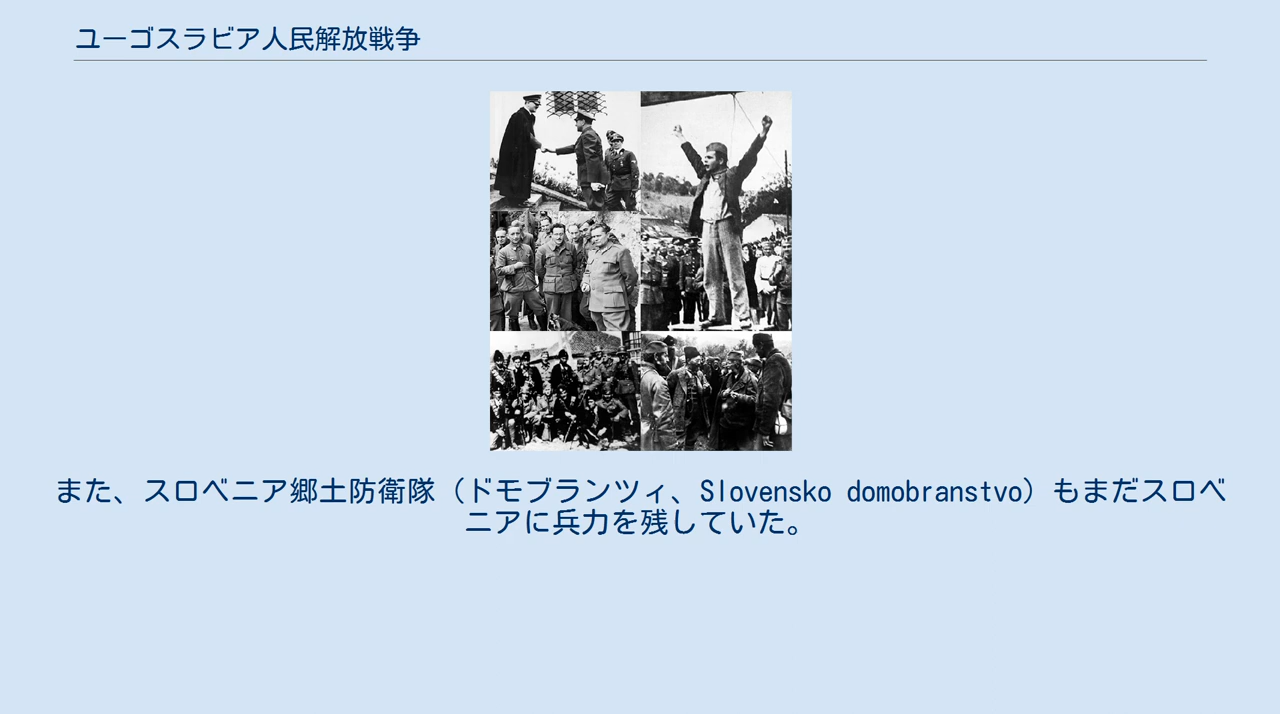 ユーゴスラビア人民解放戦争
また、スロベニア郷土防衛隊（ドモブランツィ、Slovensko domobranstvo）もまだスロベ
ニアに兵力を残していた。